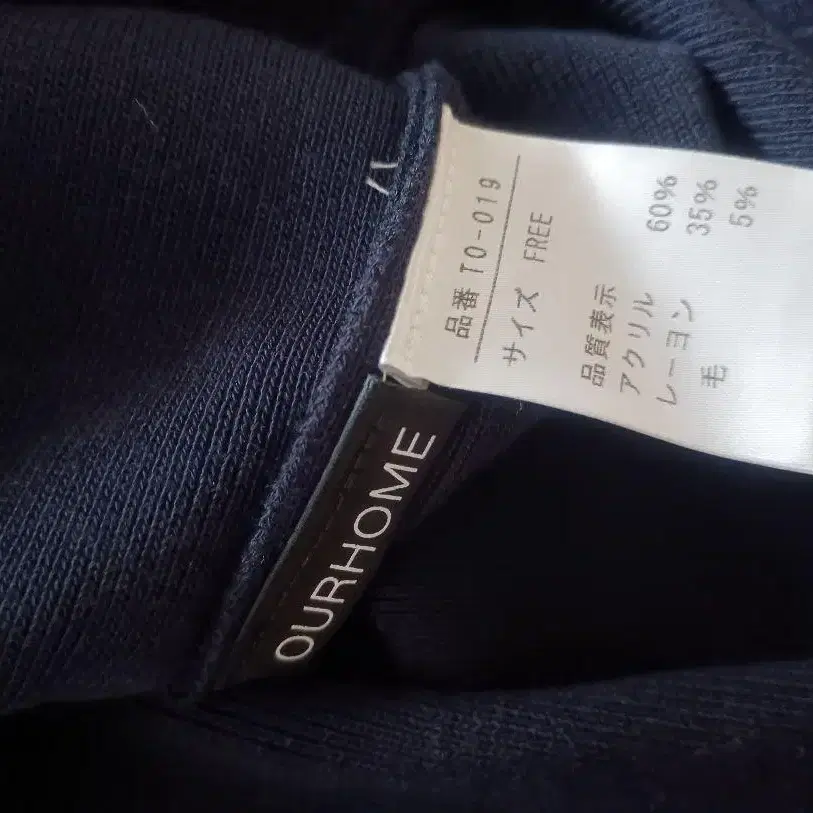 品番 TO-019
サイズ FREE
品質表示
アクリル 60%
レーヨン 35%
毛 5%
OURHOME